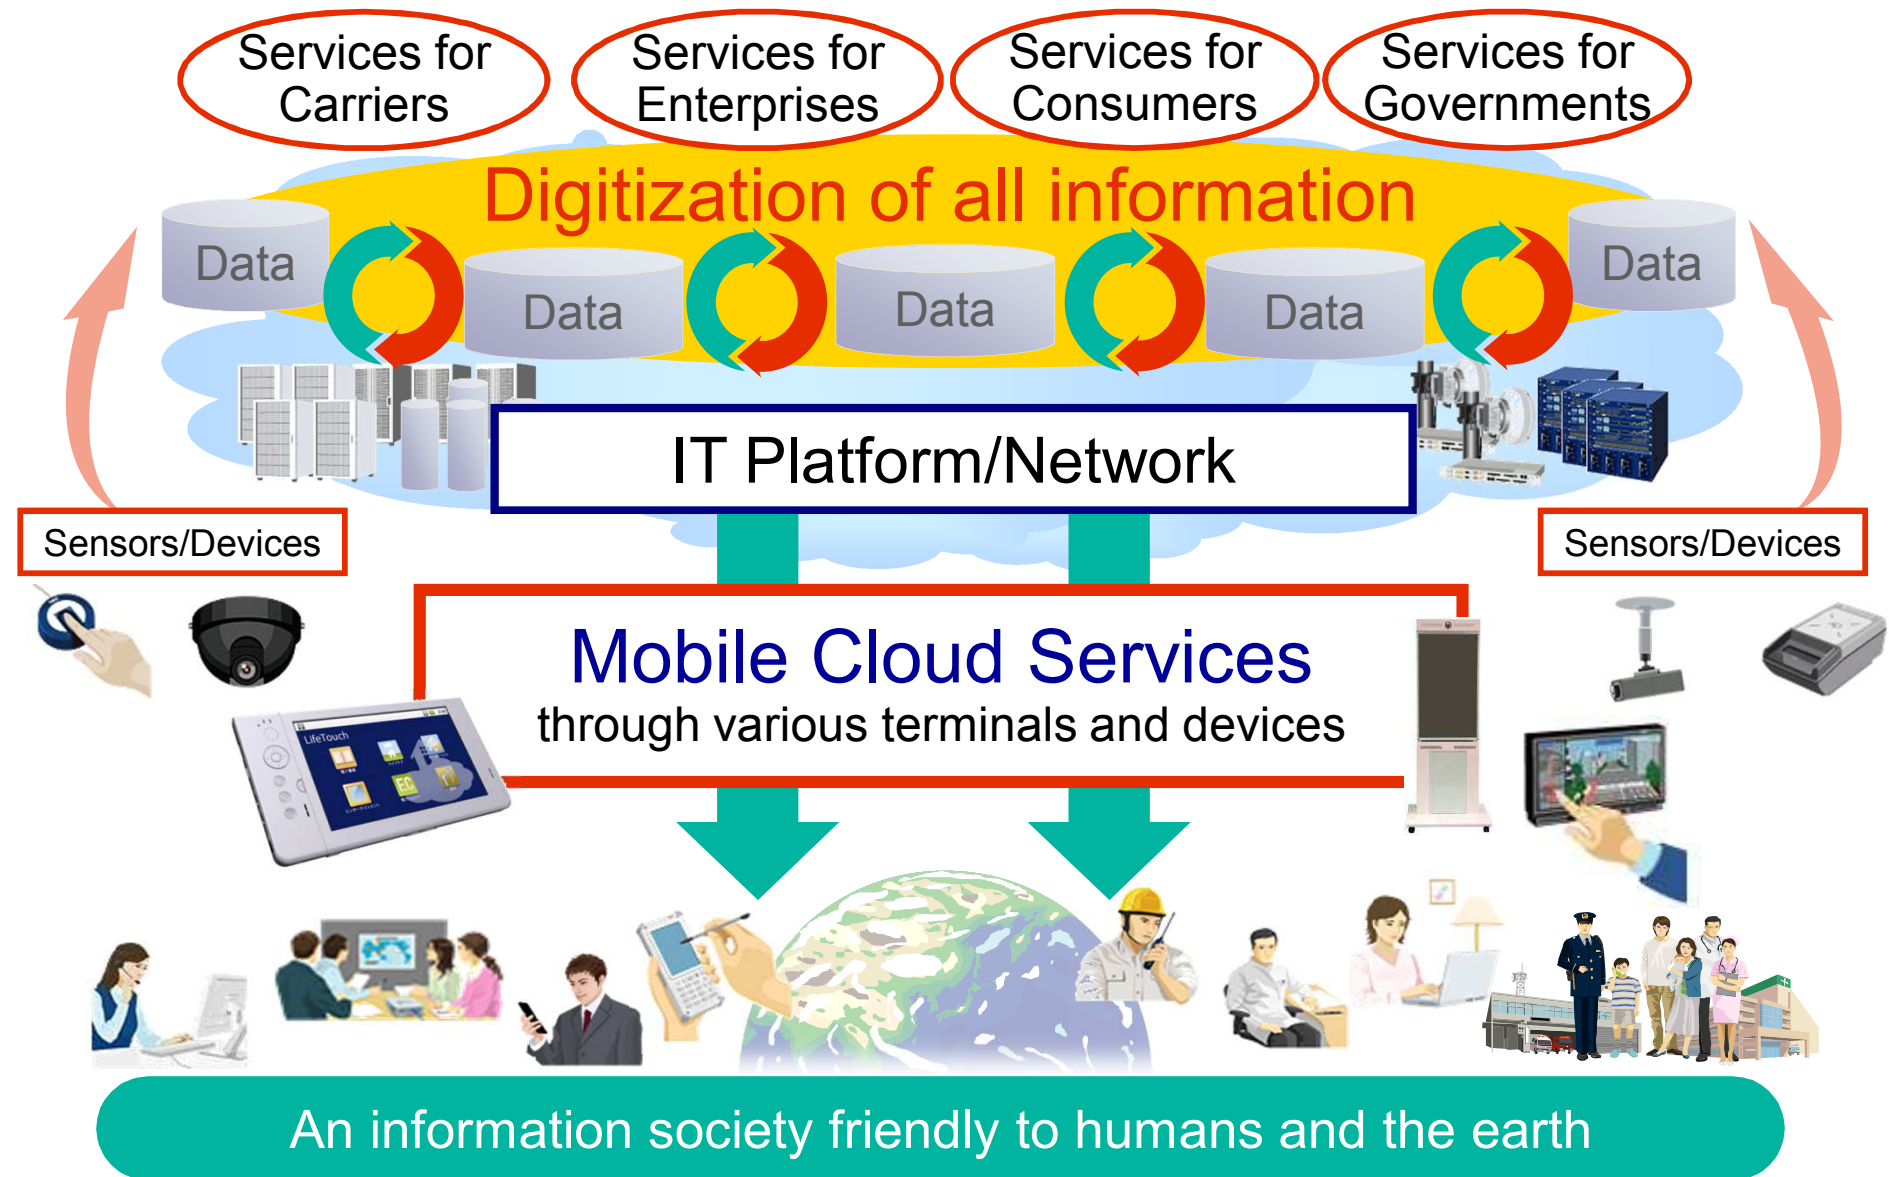 Services for
Carriers
Services for
Enterprises
Services for
Consumers
Services for
Governments
Digitization of all information
Data
Data
Data
Data
Data
IT Platform/Network
Sensors/Devices
Sensors/Devices
Mobile Cloud Services
through various terminals and devices
LifeTouch
EC
An information society friendly to humans and the earth